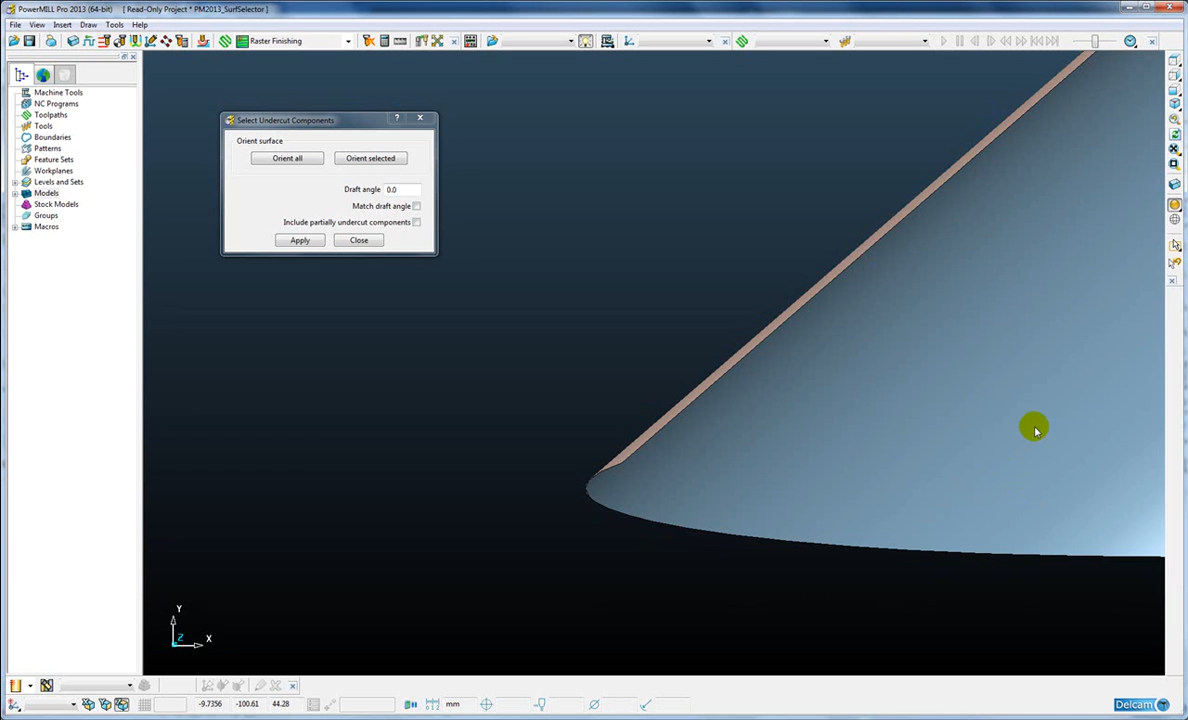 PowerMILL Pro 2013 (64-bit) [ Read-Only Project * PM2013_SurfSelector ]
File View Insert Draw Tools Help
Raster Finishing
Machine Tools
NC Programs
Toolpaths
Tools
Boundaries
Patterns
Feature Sets
Workplanes
Levels and Sets
Models
Stock Models
Groups
Macros
Select Undercut Components
Orient surface
Orient all Orient selected
Draft angle 0.0
Match draft angle
Include partially undercut components
Apply Close
Y
Z X
-9.7356 -100.61 44.28 mm Delcam